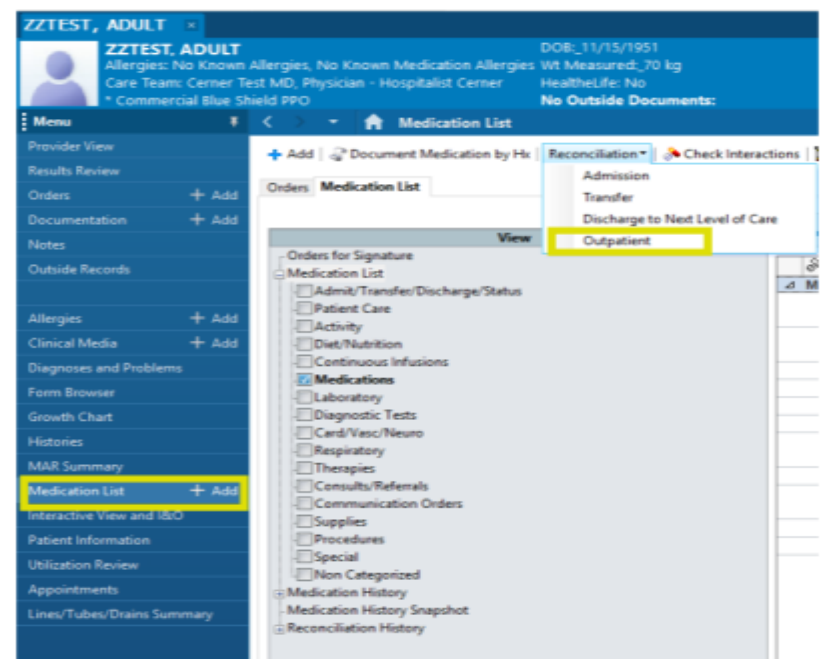 ZZTEST, ADULT ×
ZZTEST, ADULT
DOB:_11/15/1951
Allergies: No Known Allergies, No Known Medication Allergies
Wt Measured:_70 kg
Care Team: Cerner Test MD, Physician - Hospitalist Cerner
HealtheLife: No
* Commercial Blue Shield PPO
No Outside Documents:
Menu
Medication List
Provider View
Results Review
Orders + Add
Documentation + Add
Notes
Outside Records
Allergies + Add
Clinical Media + Add
Diagnoses and Problems
Form Browser
Growth Chart
Histories
MAR Summary
Medication List + Add
Interactive View and I&O
Patient Information
Utilization Review
Appointments
Lines/Tubes/Drains Summary
+ Add | Document Medication by Hx | Reconciliation | Check Interactions
Admission
Transfer
Discharge to Next Level of Care
Outpatient
Orders Medication List
View
Orders for Signature
Medication List
Admit/Transfer/Discharge/Status
Patient Care
Activity
Diet/Nutrition
Continuous Infusions
Medications
Laboratory
Diagnostic Tests
Card/Vasc/Neuro
Respiratory
Therapies
Consults/Referrals
Communication Orders
Supplies
Procedures
Special
Non Categorized
Medication History
Medication History Snapshot
Reconciliation History